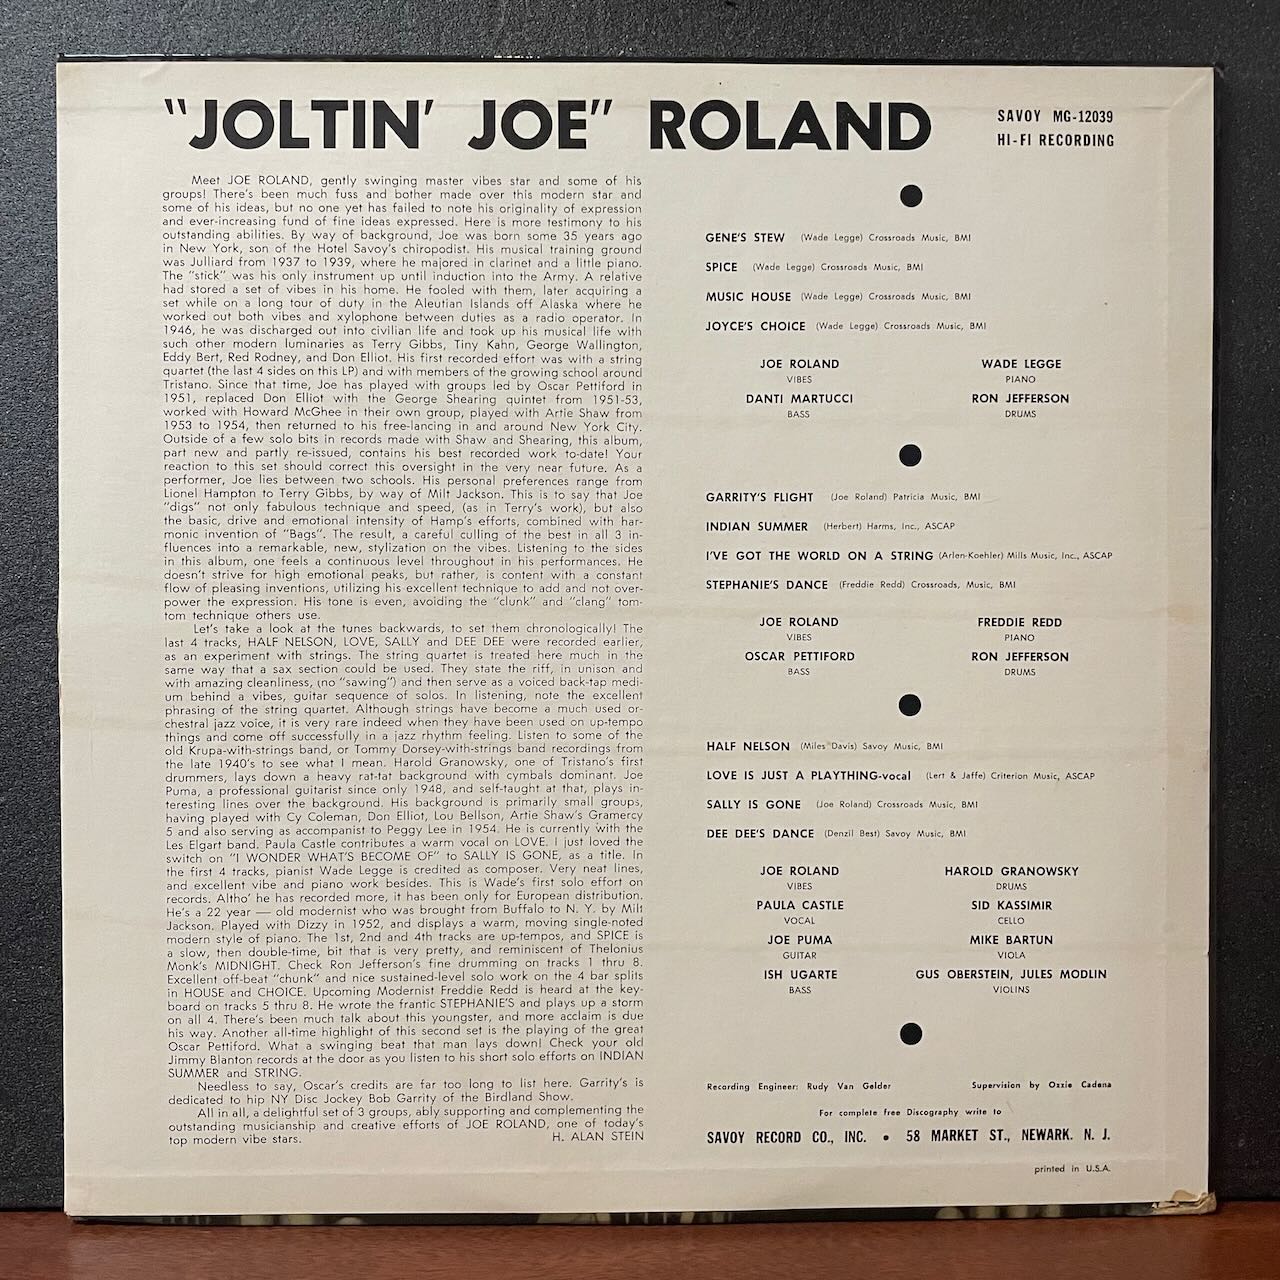 "JOLTIN' JOE" ROLAND
SAVOY MG-12039
HI-FI RECORDING
Meet JOE ROLAND, gently swinging master vibes star and some of his
groups! There's been much fuss and bother made over this modern star and
some of his ideas, but no one yet has failed to note his originality of expression
and ever-increasing fund of fine ideas expressed. Here is more testimony to his
outstanding abilities. By way of background, Joe was born some 35 years ago
in New York, son of the Hotel Savoy's chiropodist. His musical training ground
was Julliard from 1937 to 1939, where he majored in clarinet and a little piano.
The "stick" was his only instrument up until induction into the Army. A relative
had stored a set of vibes in his home. He fooled with them, later acquiring a
set while on a long tour of duty in the Aleutian Islands off Alaska where he
worked out both vibes and xylophone between duties as a radio operator. In
1946, he was discharged out into civilian life and took up his musical life with
such other modern luminaries as Terry Gibbs, Tiny Kahn, George Wallington,
Eddy Bert, Red Rodney, and Don Elliot. His first recorded effort was with a string
quartet (the last 4 sides on this LP) and with members of the growing school around
Tristano. Since that time, Joe has played with groups led by Oscar Pettiford in
1951, replaced Don Elliot with the George Shearing quintet from 1951-53,
worked with Howard McGhee in their own group, played with Artie Shaw from
1953 to 1954, then returned to his free-lancing in and around New York City.
Outside of a few solo bits in records made with Shaw and Shearing, this album,
part new and partly re-issued, contains his best recorded work to-date! Your
reaction to this set should correct this oversight in the very near future. As a
performer, Joe lies between two schools. His personal preferences range from
Lionel Hampton to Terry Gibbs, by way of Milt Jackson. This is to say that Joe
"digs" not only fabulous technique and speed, (as in Terry's work), but also
the basic, drive and emotional intensity of Hamp's efforts, combined with har-
monic invention of "Bags". The result, a careful culling of the best in all 3 in-
fluences into a remarkable, new, stylization on the vibes. Listening to the sides
in this album, one feels a continuous level throughout in his performances. He
doesn't strive for high emotional peaks, but rather, is content with a constant
flow of pleasing inventions, utilizing his excellent technique to add and not over-
power the expression. His tone is even, avoiding the "clunk" and "clang" tom-
tom technique others use.
Let's take a look at the tunes backwards, to set them chronologically! The
last 4 tracks, HALF NELSON, LOVE, SALLY and DEE DEE were recorded earlier,
as an experiment with strings. The string quartet is treated here much in the
same way that a sax section could be used. They state the riff, in unison and
with amazing cleanliness, (no "sawing") and then serve as a voiced back-tap medi-
um behind a vibes, guitar sequence of solos. In listening, note the excellent
phrasing of the string quartet. Although strings have become a much used or-
chestral jazz voice, it is very rare indeed when they have been used on up-tempo
things and come off successfully in a jazz rhythm feeling. Listen to some of the
old Krupa-with-strings band, or Tommy Dorsey-with-strings band recordings from
the late 1940's to see what I mean. Harold Granowsky, one of Tristano's first
drummers, lays down a heavy rat-tat background with cymbals dominant. Joe
Puma, a professional guitarist since only 1948, and self-taught at that, plays in-
teresting lines over the background. His background is primarily small groups,
having played with Cy Coleman, Don Elliot, Lou Bellson, Artie Shaw's Gramercy
5 and also serving as accompanist to Peggy Lee in 1954. He is currently with the
Les Elgart band. Paula Castle contributes a warm vocal on LOVE. I just loved the
switch on "I WONDER WHAT'S BECOME OF" to SALLY IS GONE, as a title. In
the first 4 tracks, pianist Wade Legge is credited as composer. Very neat lines,
and excellent vibe and piano work besides. This is Wade's first solo effort on
records. Altho' he has recorded more, it has been only for European distribution.
He's a 22 year — old modernist who was brought from Buffalo to N. Y. by Milt
Jackson. Played with Dizzy in 1952, and displays a warm, moving single-noted
modern style of piano. The 1st, 2nd and 4th tracks are up-tempos, and SPICE is
a slow, then double-time, bit that is very pretty, and reminiscent of Thelonius
Monk's MIDNIGHT. Check Ron Jefferson's fine drumming on tracks 1 thru 8.
Excellent off-beat "chunk" and nice sustained-level solo work on the 4 bar splits
in HOUSE and CHOICE. Upcoming Modernist Freddie Redd is heard at the key-
board on tracks 5 thru 8. He wrote the frantic STEPHANIE'S and plays up a storm
on all 4. There's been much talk about this youngster, and more acclaim is due
his way. Another all-time highlight of this second set is the playing of the great
Oscar Pettiford. What a swinging beat that man lays down! Check your old
Jimmy Blanton records at the door as you listen to his short solo efforts on INDIAN
SUMMER and STRING.
Needless to say, Oscar's credits are far too long to list here. Garrity's is
dedicated to hip NY Disc Jockey Bob Garrity of the Birdland Show.
All in all, a delightful set of 3 groups, ably supporting and complementing the
outstanding musicianship and creative efforts of JOE ROLAND, one of today's
top modern vibe stars. H. ALAN STEIN
GENE'S STEW (Wade Legge) Crossroads Music, BMI
SPICE (Wade Legge) Crossroads Music, BMI
MUSIC HOUSE (Wade Legge) Crossroads Music, BMI
JOYCE'S CHOICE (Wade Legge) Crossroads Music, BMI
JOE ROLAND WADE LEGGE
VIBES PIANO
DANTI MARTUCCI RON JEFFERSON
BASS DRUMS
GARRITY'S FLIGHT (Joe Roland) Patricia Music, BMI
INDIAN SUMMER (Herbert) Harms, Inc., ASCAP
I'VE GOT THE WORLD ON A STRING (Arlen-Koehler) Mills Music, Inc., ASCAP
STEPHANIE'S DANCE (Freddie Redd) Crossroads, Music, BMI
JOE ROLAND FREDDIE REDD
VIBES PIANO
OSCAR PETTIFORD RON JEFFERSON
BASS DRUMS
HALF NELSON (Miles Davis) Savoy Music, BMI
LOVE IS JUST A PLAYTHING-vocal (Lert & Jaffe) Criterion Music, ASCAP
SALLY IS GONE (Joe Roland) Crossroads Music, BMI
DEE DEE'S DANCE (Denzil Best) Savoy Music, BMI
JOE ROLAND HAROLD GRANOWSKY
VIBES DRUMS
PAULA CASTLE SID KASSIMIR
VOCAL CELLO
JOE PUMA MIKE BARTUN
GUITAR VIOLA
ISH UGARTE GUS OBERSTEIN, JULES MODLIN
BASS VIOLINS
Recording Engineer: Rudy Van Gelder Supervision by Ozzie Cadena
For complete free Discography write to
SAVOY RECORD CO., INC. • 58 MARKET ST., NEWARK. N. J.
printed in U.S.A.